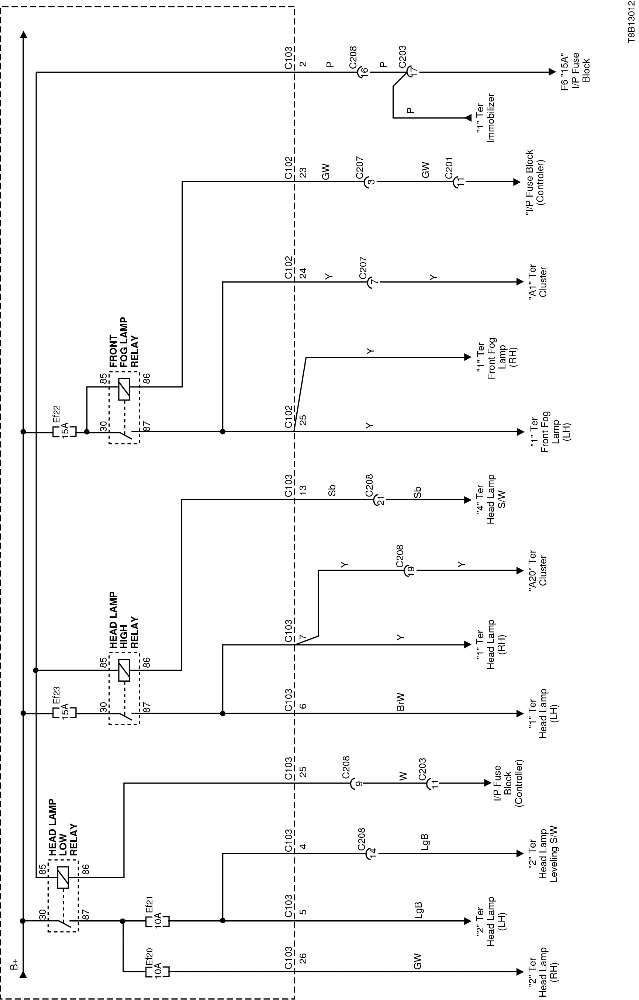 T8B13012
C103
2
P
C208
16
P
C203
17
F6 "15A"
I/P Fuse
Block
P
"1" Ter
Immobilizer
C102
23
GW
C207
3
GW
C201
11
"I/P Fuse Block
(Controler)
C102
24
Y
C207
7
Y
"A1" Ter
Cluster
Y
"1" Ter
Front Fog
Lamp
(RH)
FRONT
FOG LAMP
RELAY
85
86
Ef22
15A
30
87
C102
25
Y
"1" Ter
Front Fog
Lamp
(LH)
C103
13
Sb
C208
21
Sb
"4" Ter
Head Lamp
S/W
Y
C208
19
Y
"A20" Ter
Cluster
HEAD LAMP
HIGH
RELAY
85
86
C103
7
Y
"1" Ter
Head Lamp
(RH)
Ef23
15A
30
87
C103
6
BrW
"1" Ter
Head Lamp
(LH)
C103
25
C208
9
W
C203
11
I/P Fuse
Block
(Controller)
HEAD LAMP
LOW
RELAY
85
86
C103
4
C208
14
LgB
"2" Ter
Head Lamp
Leveling S/W
30
87
Ef21
10A
C103
5
LgB
"2" Ter
Head Lamp
(LH)
B+
Ef20
10A
C103
26
GW
"2" Ter
Head Lamp
(RH)